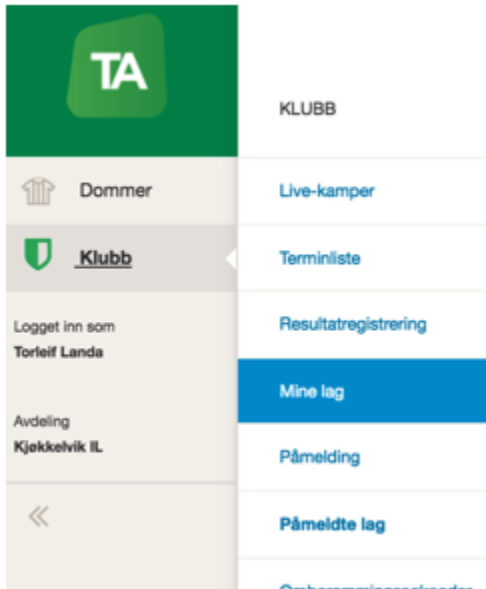 TA
Dommer
Klubb
Logget inn som
Torleif Landa
Avdeling
Kjøkkelvik IL
KLUBB
Live-kamper
Terminliste
Resultatregistrering
Mine lag
Påmelding
Påmeldte lag